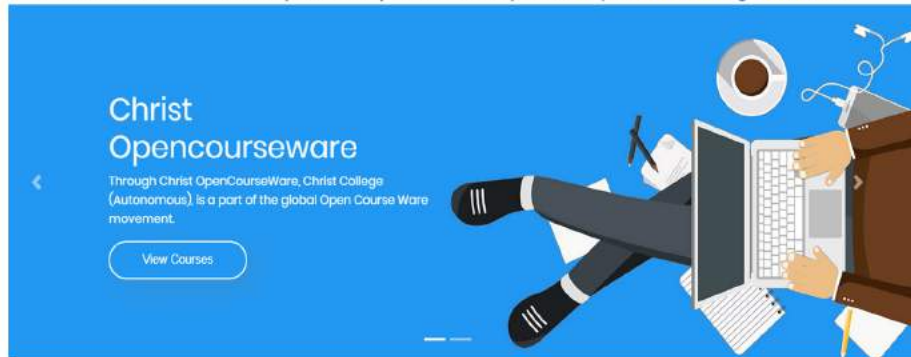 Christ
Opencourseware
Through Christ OpenCourseWare, Christ College
(Autonomous), is a part of the global Open Course Ware
movement.
View Courses